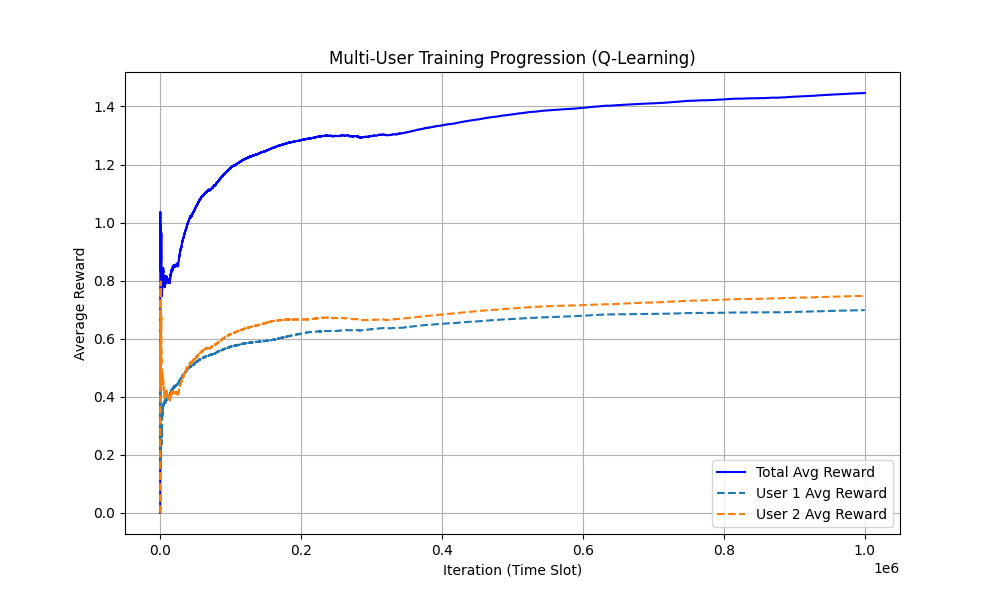 Multi-User Training Progression (Q-Learning)
Average Reward
1.4
1.2
1.0
0.8
0.6
0.4
0.2
0.0
Total Avg Reward
User 1 Avg Reward
User 2 Avg Reward
0.0 0.2 0.4 0.6 0.8 1.0
1e6
Iteration (Time Slot)